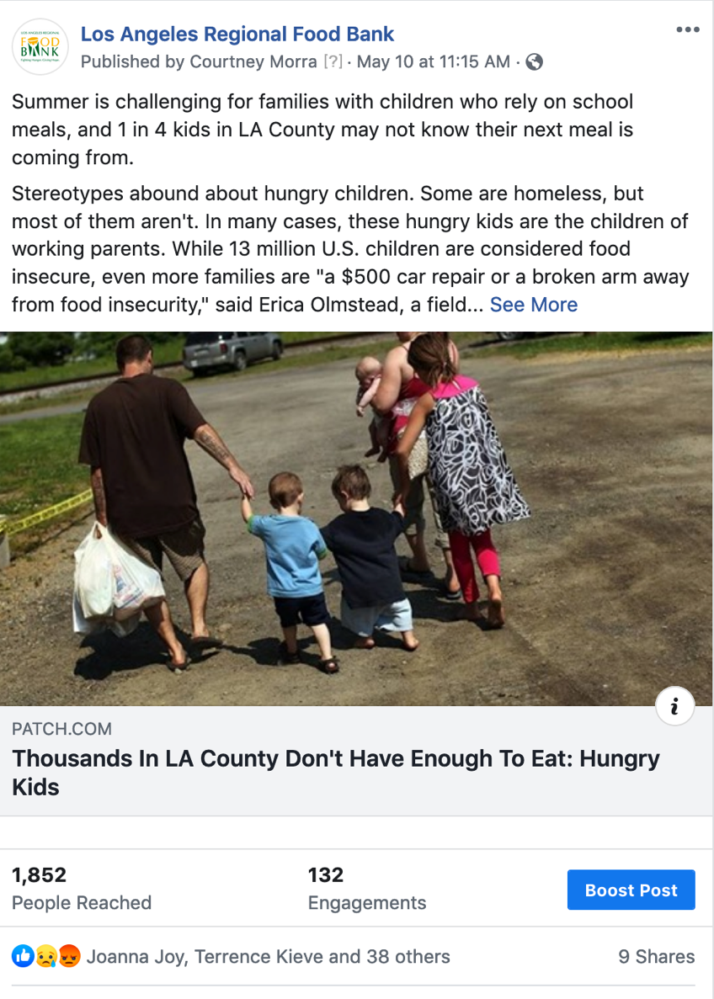 LOS ANGELES REGIONAL
FOOD
BANK
Fighting Hunger. Giving Hope.
Los Angeles Regional Food Bank
Published by Courtney Morra [?] · May 10 at 11:15 AM ·
Summer is challenging for families with children who rely on school
meals, and 1 in 4 kids in LA County may not know their next meal is
coming from.
Stereotypes abound about hungry children. Some are homeless, but
most of them aren't. In many cases, these hungry kids are the children of
working parents. While 13 million U.S. children are considered food
insecure, even more families are "a $500 car repair or a broken arm away
from food insecurity," said Erica Olmstead, a field... See More
i
PATCH.COM
Thousands In LA County Don't Have Enough To Eat: Hungry
Kids
1,852
People Reached
132
Engagements
Boost Post
Joanna Joy, Terrence Kieve and 38 others
9 Shares